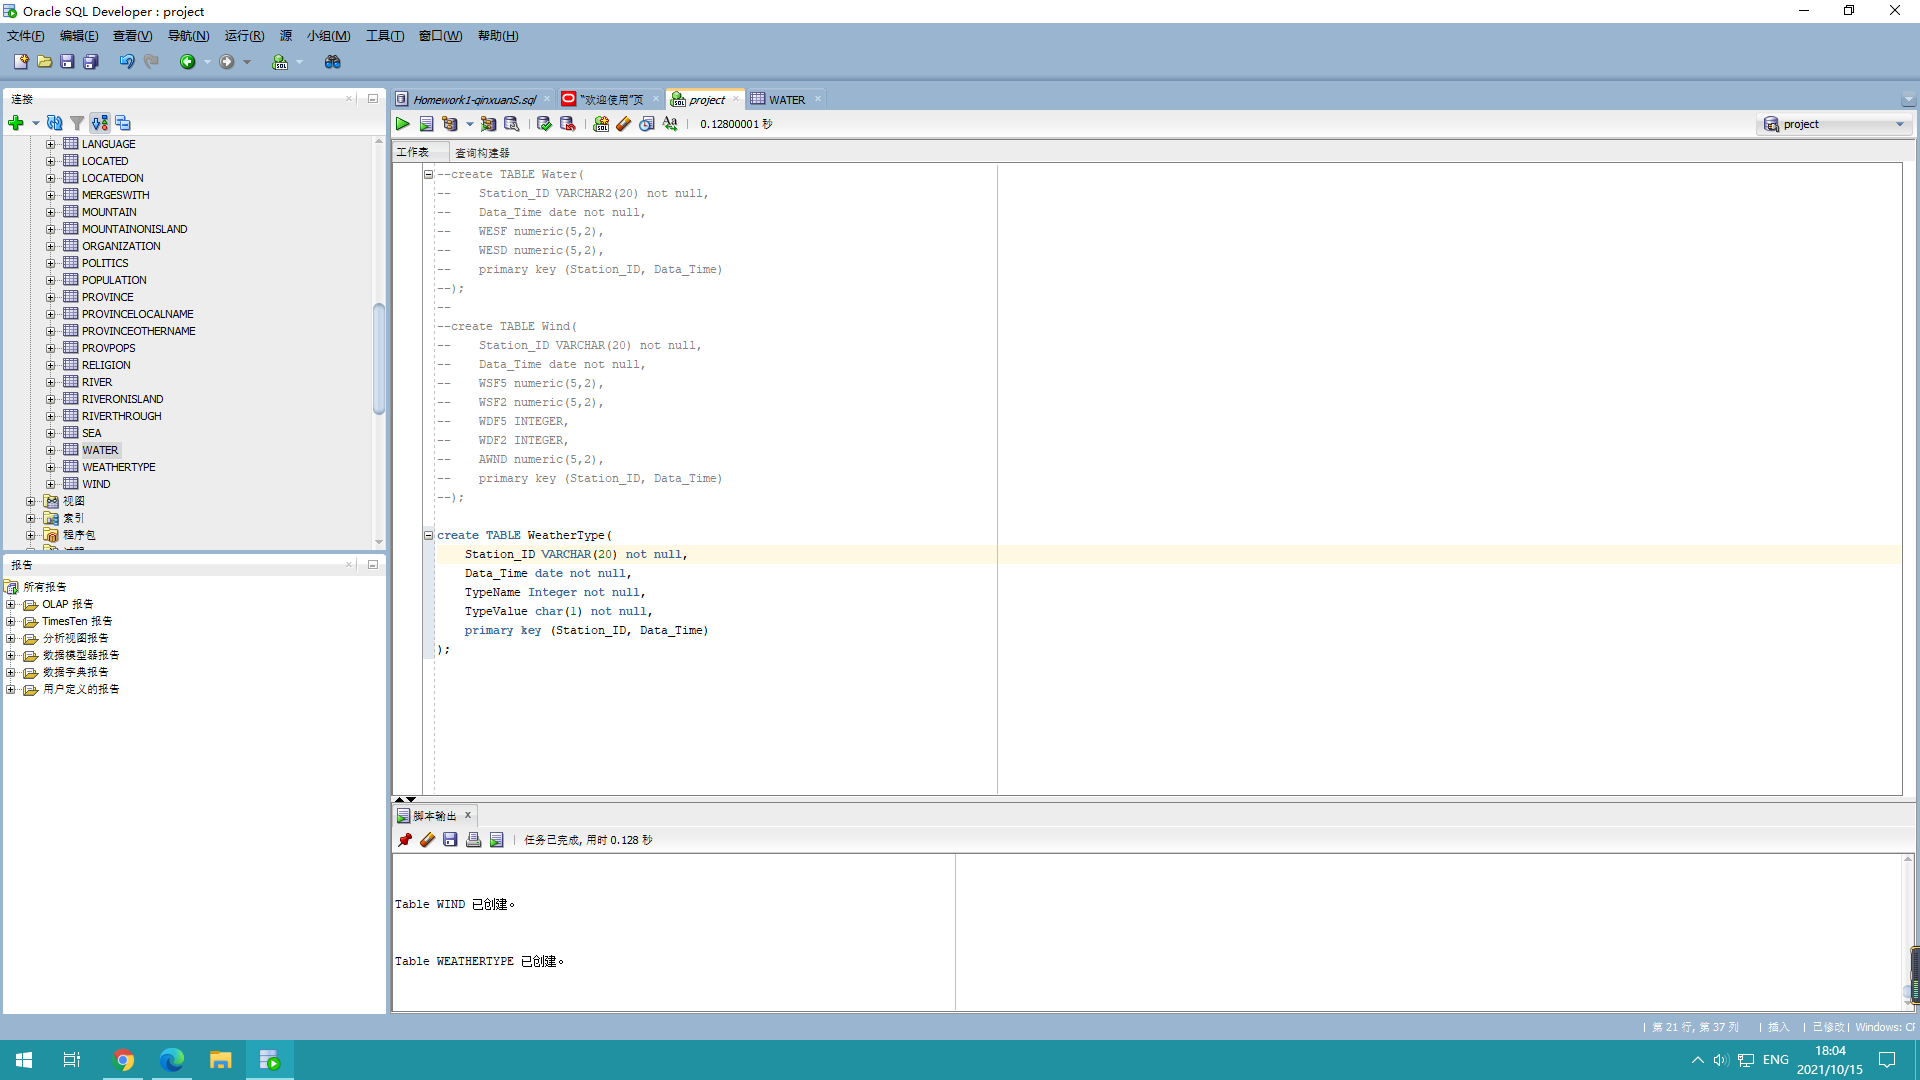 Oracle SQL Developer : project
文件(F) 编辑(E) 查看(V) 导航(N) 运行(R) 源 小组(M) 工具(T) 窗口(W) 帮助(H)
连接
LANGUAGE
LOCATED
LOCATEDON
MERGESWITH
MOUNTAIN
MOUNTAINONISLAND
ORGANIZATION
POLITICS
POPULATION
PROVINCE
PROVINCELOCALNAME
PROVINCEOTHERNAME
PROVPOPS
RELIGION
RIVER
RIVERONISLAND
RIVERTHROUGH
SEA
WATER
WEATHERTYPE
WIND
视图
索引
程序包
报告
所有报告
OLAP 报告
TimesTen 报告
分析视图报告
数据模型器报告
数据字典报告
用户定义的报告
Homework1-qinxuanS.sql "欢迎使用"页 project WATER
0.12800001 秒 project
工作表 查询构建器
--create TABLE Water(
--    Station_ID VARCHAR2(20) not null,
--    Data_Time date not null,
--    WESF numeric(5,2),
--    WESD numeric(5,2),
--    primary key (Station_ID, Data_Time)
--);
--
--create TABLE Wind(
--    Station_ID VARCHAR(20) not null,
--    Data_Time date not null,
--    WSF5 numeric(5,2),
--    WSF2 numeric(5,2),
--    WDF5 INTEGER,
--    WDF2 INTEGER,
--    AWND numeric(5,2),
--    primary key (Station_ID, Data_Time)
--);
create TABLE WeatherType(
    Station_ID VARCHAR(20) not null,
    Data_Time date not null,
    TypeName Integer not null,
    TypeValue char(1) not null,
    primary key (Station_ID, Data_Time)
);
脚本输出
任务已完成, 用时 0.128 秒
Table WIND 已创建。
Table WEATHERTYPE 已创建。
第 21 行, 第 37 列 | 插入 | 已修改 | Windows: CF
ENG
18:04
2021/10/15